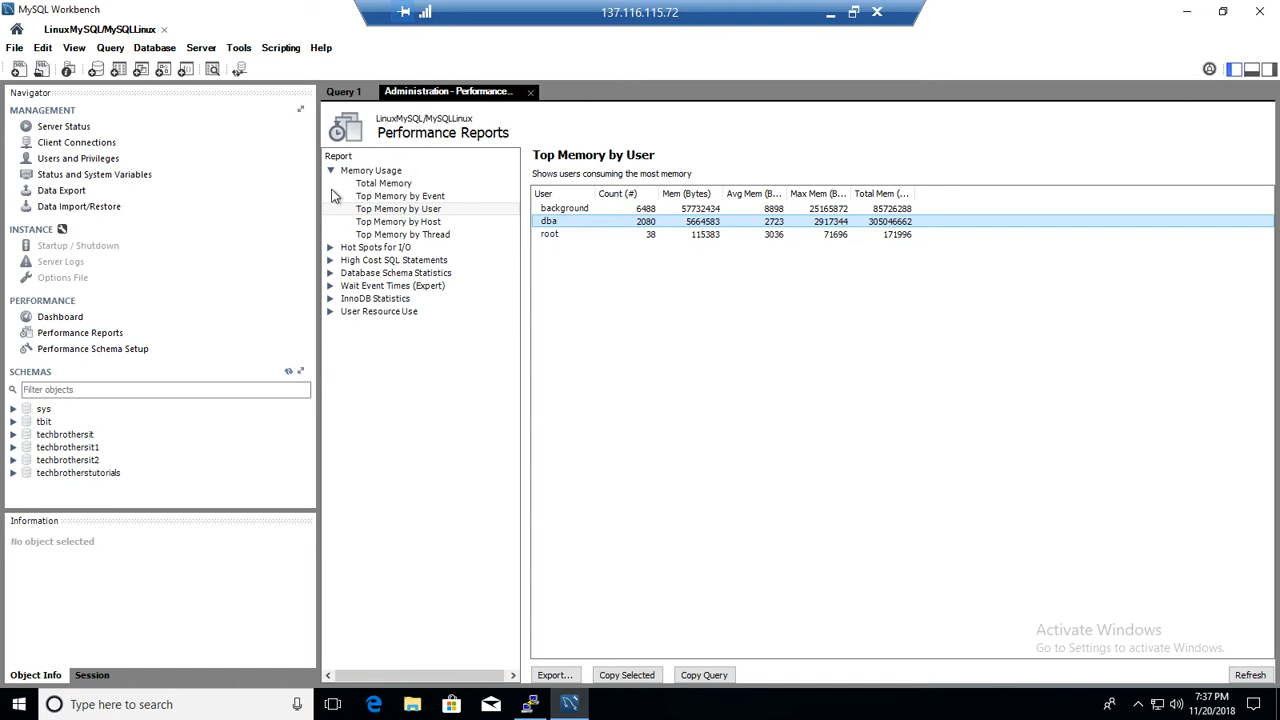 MySQL Workbench
137.116.115.72
LinuxMySQL/MySQLLinux
File Edit View Query Database Server Tools Scripting Help
Navigator
MANAGEMENT
Server Status
Client Connections
Users and Privileges
Status and System Variables
Data Export
Data Import/Restore
INSTANCE
Startup / Shutdown
Server Logs
Options File
PERFORMANCE
Dashboard
Performance Reports
Performance Schema Setup
SCHEMAS
Filter objects
sys
tbit
techbrothersit
techbrothersit1
techbrothersit2
techbrotherstutorials
Information
No object selected
Object Info Session
Query 1 Administration - Performance...
LinuxMySQL/MySQLLinux
Performance Reports
Report
Memory Usage
Total Memory
Top Memory by Event
Top Memory by User
Top Memory by Host
Top Memory by Thread
Hot Spots for I/O
High Cost SQL Statements
Database Schema Statistics
Wait Event Times (Expert)
InnoDB Statistics
User Resource Use
Top Memory by User
Shows users consuming the most memory
User Count (#) Mem (Bytes) Avg Mem (B... Max Mem (B... Total Mem (...
background 6488 57732434 8898 25165872 85726288
dba 2080 5664583 2723 2917344 305046662
root 38 115383 3036 71696 171996
Activate Windows
Go to Settings to activate Windows.
Export... Copy Selected Copy Query Refresh
Type here to search
7:37 PM
11/20/2018